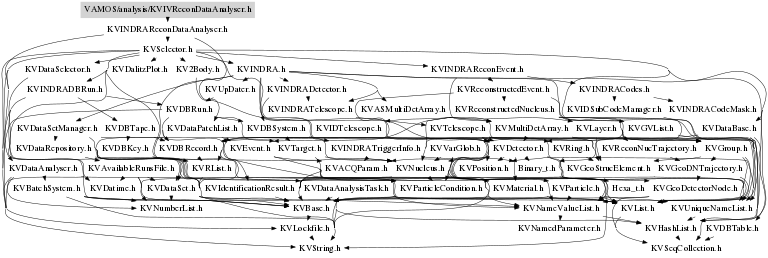 VAMOS/analysis/KVIVReconDataAnalyser.h
KVINDRAReconDataAnalyser.h
KVSelector.h
KVDataSelector.h KVDalitzPlot.h KV2Body.h KVINDRA.h KVINDRAReconEvent.h
KVINDRADBRun.h KVUpDater.h KVINDRADetector.h KVReconstructedEvent.h KVINDRACodes.h
KVDBRun.h KVINDRATelescope.h KVASMultiDetArray.h KVReconstructedNucleus.h KVIDSubCodeManager.h KVINDRACodeMask.h
KVDataSetManager.h KVDBTape.h KVDataPatchList.h KVDBSystem.h KVIDTelescope.h KVTelescope.h KVMultiDetArray.h KVLayer.h KVGVList.h KVDataBase.h
KVDataRepository.h KVDBKey.h KVDBRecord.h KVEvent.h KVTarget.h KVINDRATriggerInfo.h KVVarGlob.h KVDetector.h KVRing.h KVReconNucTrajectory.h KVGroup.h
KVDataAnalyser.h KVAvailableRunsFile.h KVRList.h KVACQParam.h KVNucleus.h KVPosition.h Binary_t.h KVGeoStrucElement.h KVGeoDNTrajectory.h
KVBatchSystem.h KVDatime.h KVDataSet.h KVIdentificationResult.h KVDataAnalysisTask.h KVParticleCondition.h KVMaterial.h KVParticle.h Hexa_t.h KVGeoDetectorNode.h
KVNumberList.h KVBase.h KVNameValueList.h KVList.h KVUniqueNameList.h
KVLockfile.h KVNamedParameter.h KVHashList.h KVDBTable.h
KVString.h KVSeqCollection.h